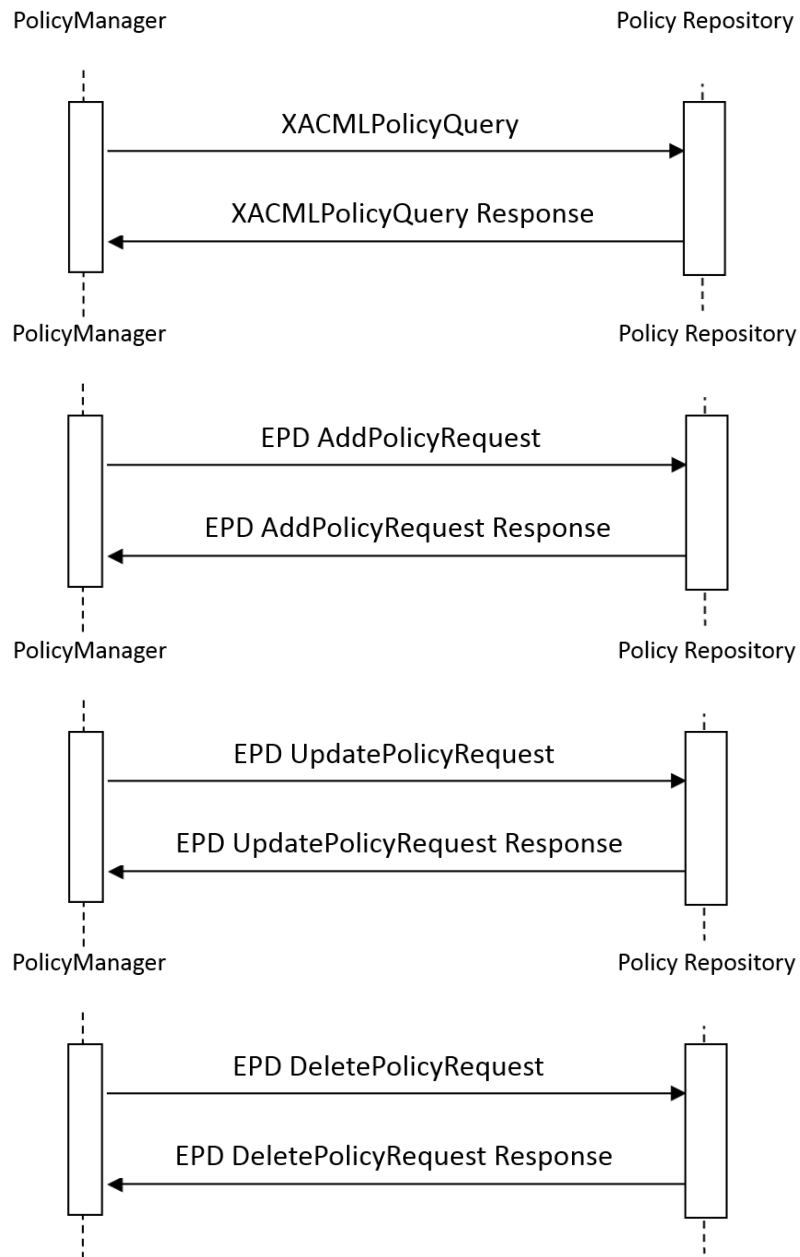 PolicyManager
Policy Repository
XACMLPolicyQuery
XACMLPolicyQuery Response
PolicyManager
Policy Repository
EPD AddPolicyRequest
EPD AddPolicyRequest Response
PolicyManager
Policy Repository
EPD UpdatePolicyRequest
EPD UpdatePolicyRequest Response
PolicyManager
Policy Repository
EPD DeletePolicyRequest
EPD DeletePolicyRequest Response